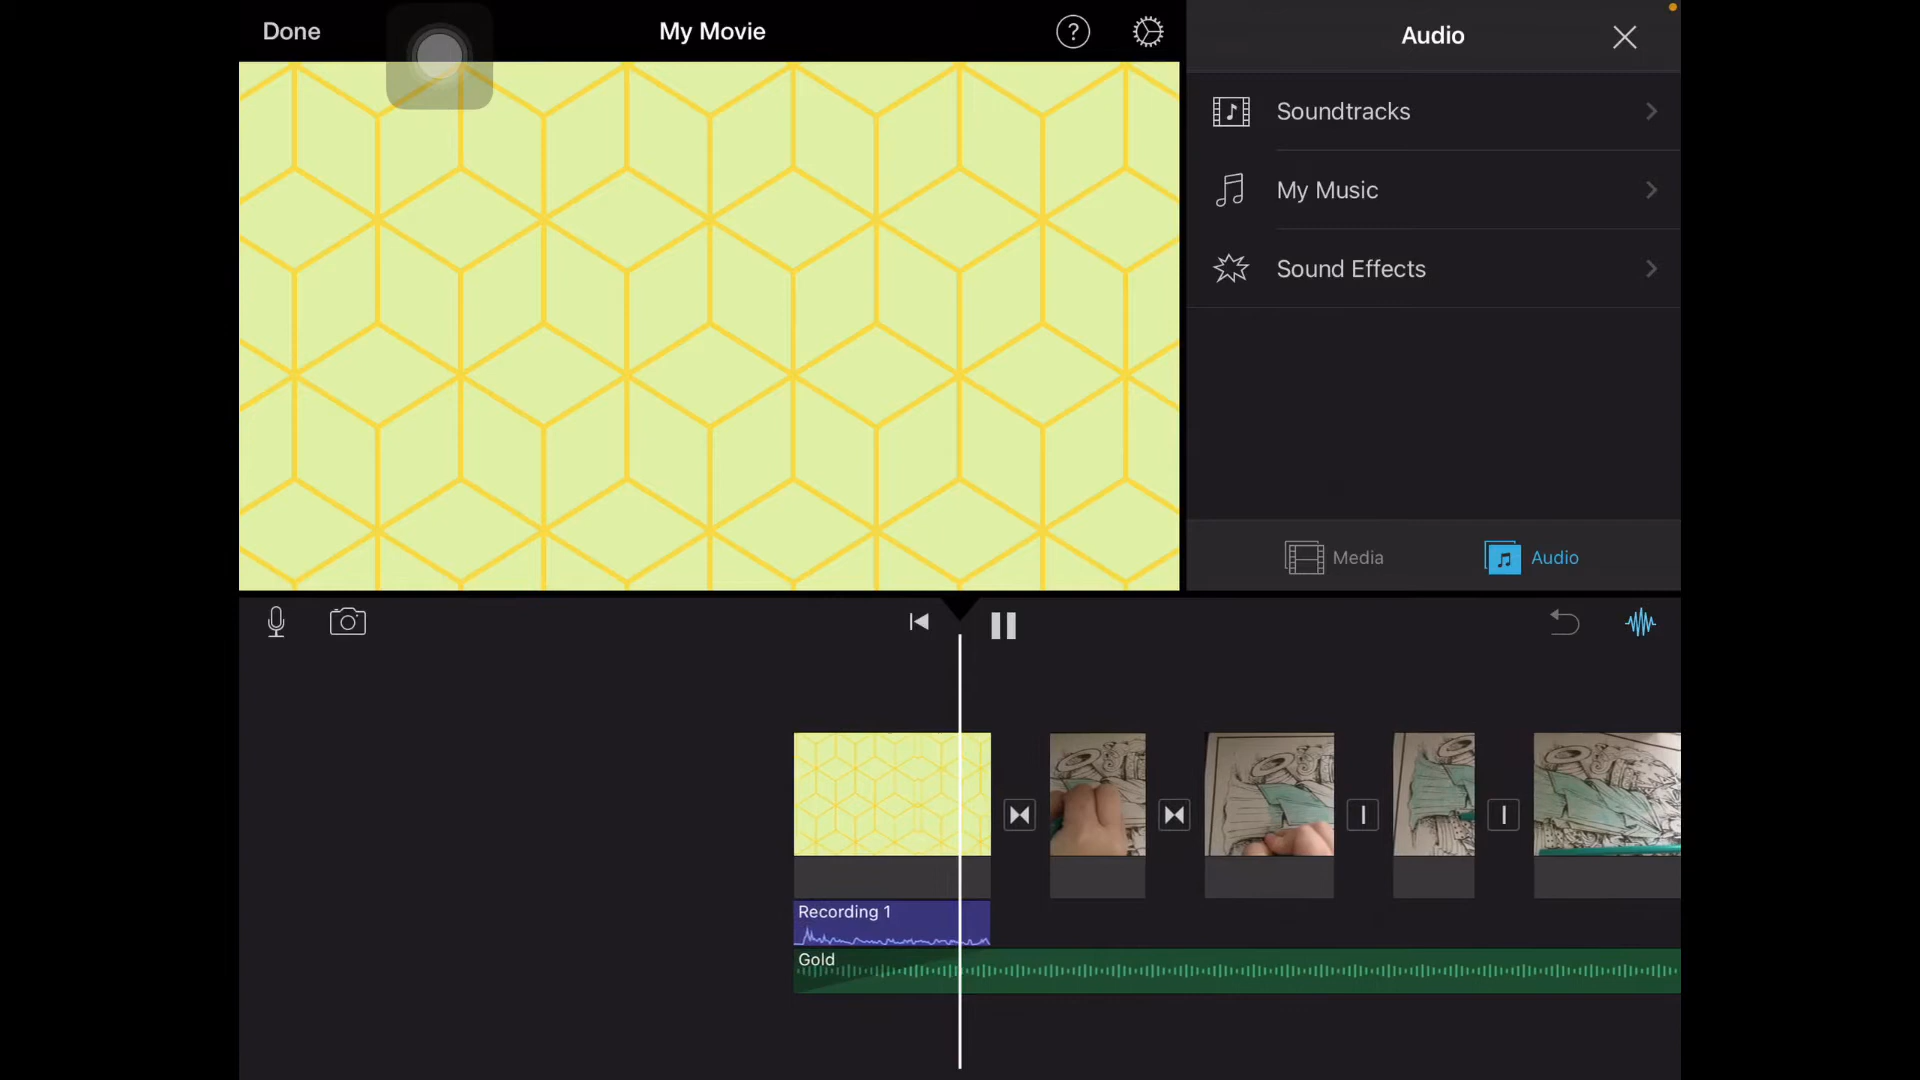 Done
My Movie
?
Audio
Soundtracks
My Music
Sound Effects
Media
Audio
Recording 1
Gold